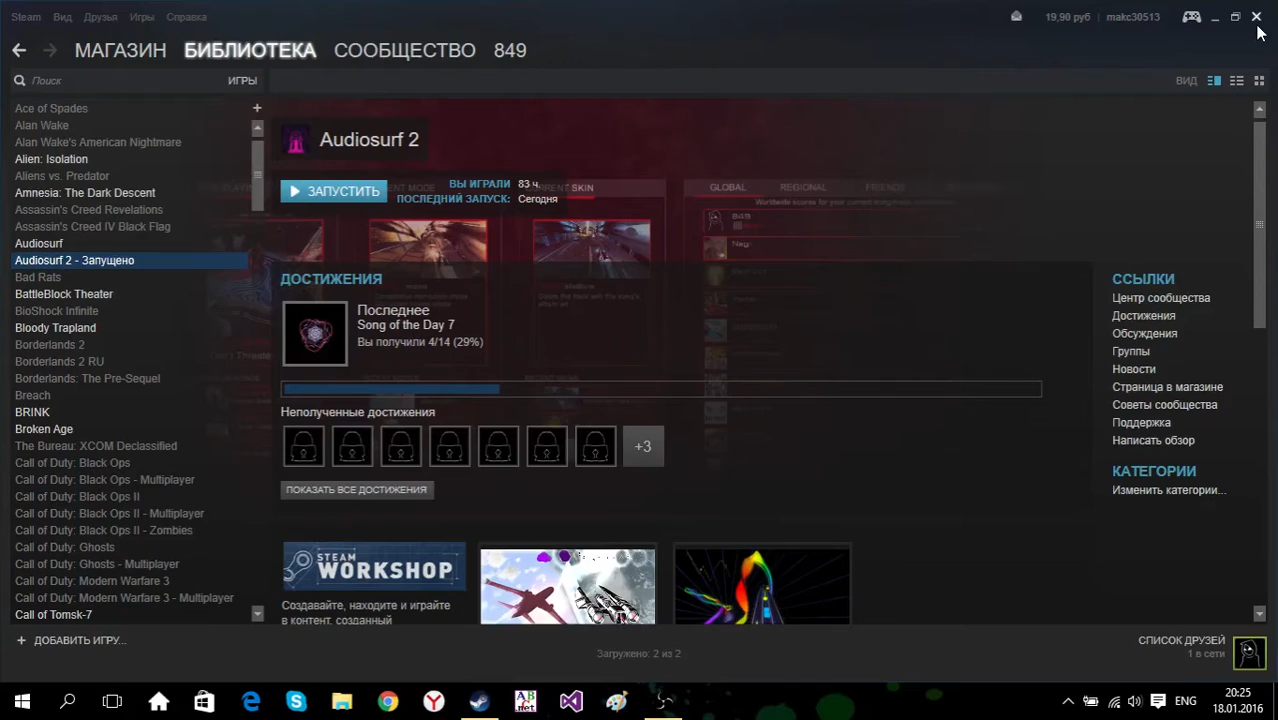 Steam Вид Друзья Игры Справка
19,90 руб makc30513
МАГАЗИН БИБЛИОТЕКА СООБЩЕСТВО 849
Поиск ИГРЫ
ВИД
Ace of Spades
Alan Wake
Alan Wake's American Nightmare
Alien: Isolation
Aliens vs. Predator
Amnesia: The Dark Descent
Assassin's Creed Revelations
Assassin's Creed IV Black Flag
Audiosurf
Audiosurf 2 - Запущено
Bad Rats
BattleBlock Theater
BioShock Infinite
Bloody Trapland
Borderlands 2
Borderlands 2 RU
Borderlands: The Pre-Sequel
Breach
BRINK
Broken Age
The Bureau: XCOM Declassified
Call of Duty: Black Ops
Call of Duty: Black Ops - Multiplayer
Call of Duty: Black Ops II
Call of Duty: Black Ops II - Multiplayer
Call of Duty: Black Ops II - Zombies
Call of Duty: Ghosts
Call of Duty: Ghosts - Multiplayer
Call of Duty: Modern Warfare 3
Call of Duty: Modern Warfare 3 - Multiplayer
Call of Tomsk-7
+ ДОБАВИТЬ ИГРУ...
Audiosurf 2
ЗАПУСТИТЬ
ВЫ ИГРАЛИ 83 ч.
ПОСЛЕДНИЙ ЗАПУСК: Сегодня
SKIN
GLOBAL REGIONAL FRIENDS
849
ДОСТИЖЕНИЯ
Последнее
Song of the Day 7
Вы получили 4/14 (29%)
Неполученные достижения
+3
ПОКАЗАТЬ ВСЕ ДОСТИЖЕНИЯ
STEAM
WORKSHOP
Создавайте, находите и играйте
в контент, созданный
ССЫЛКИ
Центр сообщества
Достижения
Обсуждения
Группы
Новости
Страница в магазине
Советы сообщества
Поддержка
Написать обзор
КАТЕГОРИИ
Изменить категории...
Загружено: 2 из 2
СПИСОК ДРУЗЕЙ
1 в сети
ABC
net
ENG
20:25
18.01.2016